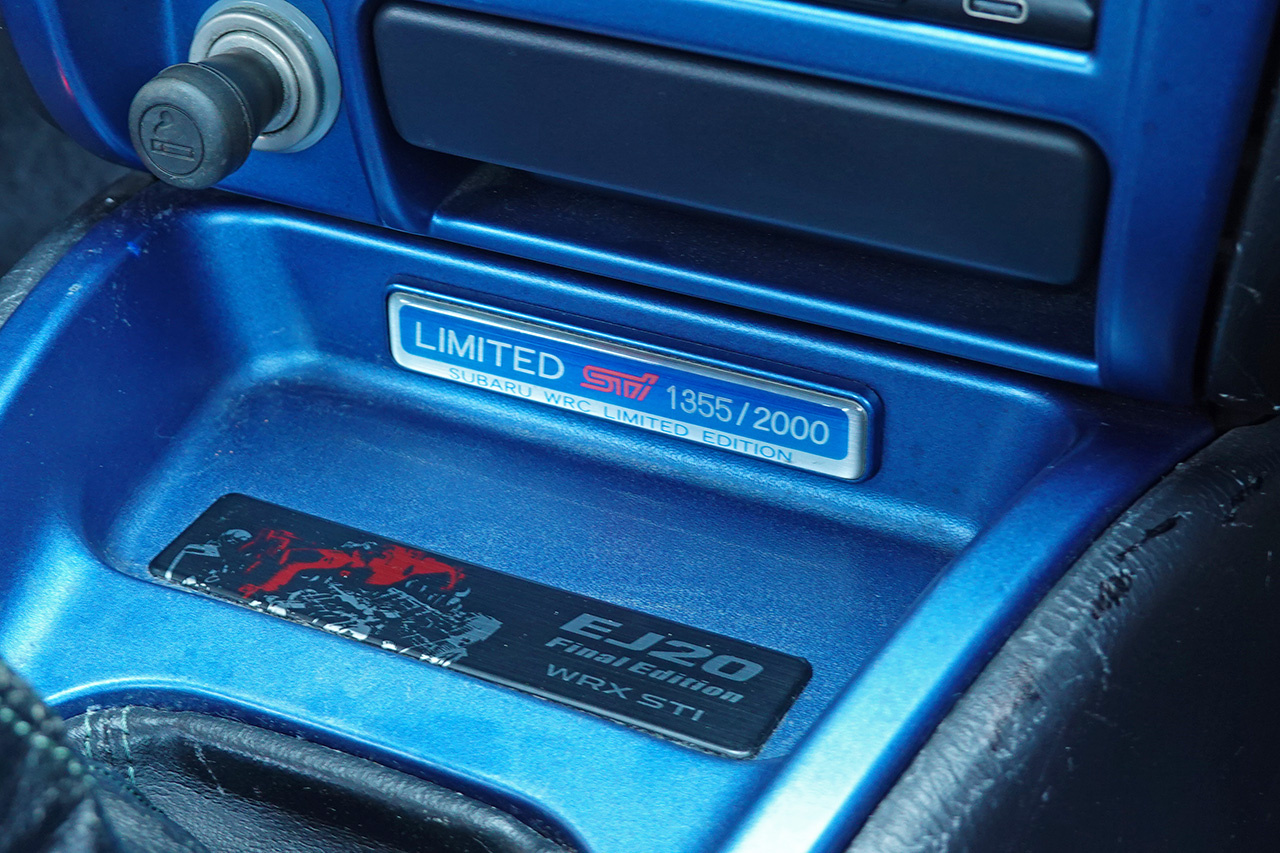 LIMITED STi 1355/2000
SUBARU WRC LIMITED EDITION
EJ20
Final Edition
WRX STI